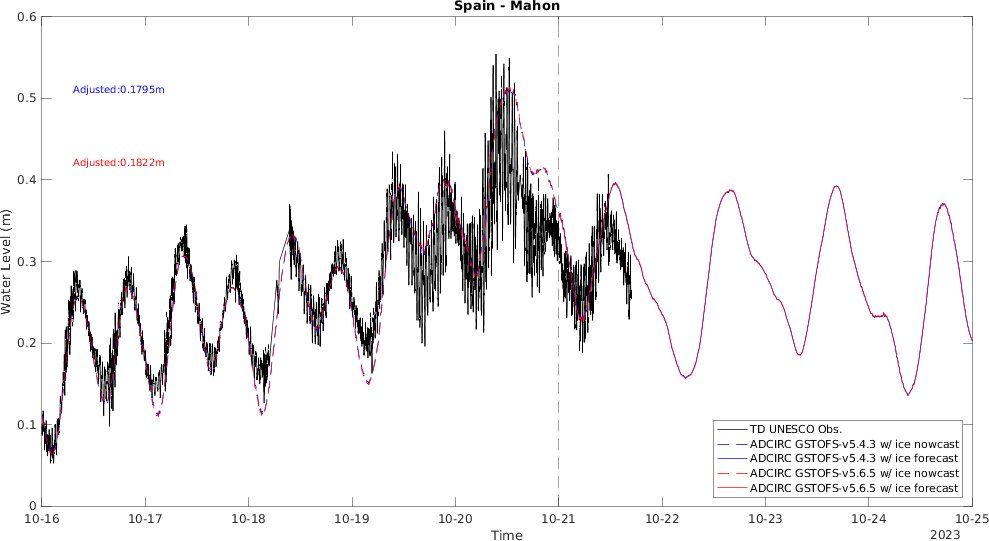 Spain - Mahon
0.6
0.5
0.4
0.3
0.2
0.1
0
Water Level (m)
Adjusted:0.1795m
Adjusted:0.1822m
TD UNESCO Obs.
ADCIRC GSTOFS-v5.4.3 w/ ice nowcast
ADCIRC GSTOFS-v5.4.3 w/ ice forecast
ADCIRC GSTOFS-v5.6.5 w/ ice nowcast
ADCIRC GSTOFS-v5.6.5 w/ ice forecast
10-16 10-17 10-18 10-19 10-20 10-21 10-22 10-23 10-24 10-25
Time
2023